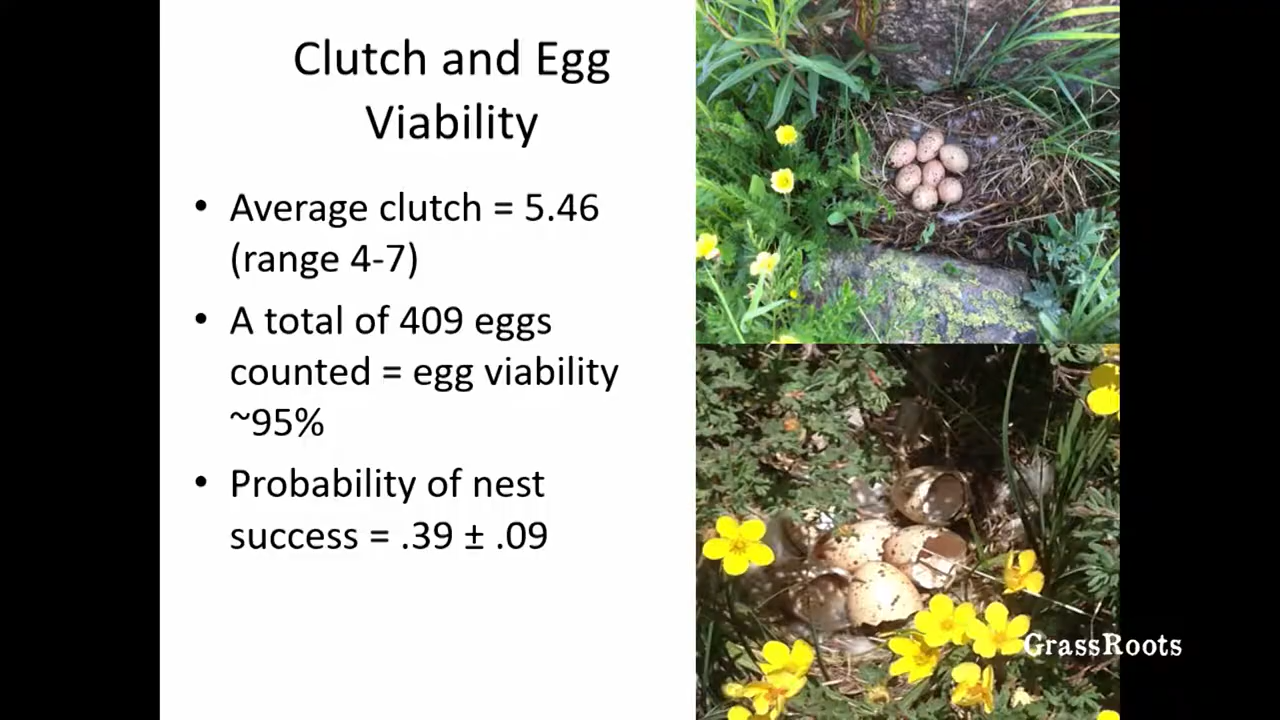 Clutch and Egg
Viability
• Average clutch = 5.46
(range 4-7)
• A total of 409 eggs
counted = egg viability
~95%
• Probability of nest
success = .39 ± .09
GrassRoots